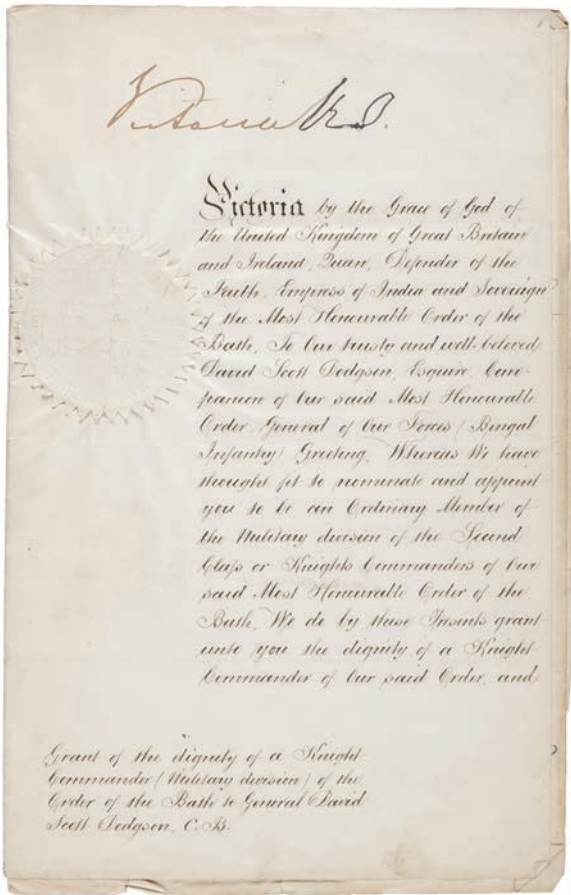 Victoria R.I.
Victoria by the Grace of God of
the United Kingdom of Great Britain
and Ireland, Queen, Defender of the
Faith, Empress of India and Sovereign
of the Most Honourable Order of the
Bath, To Our trusty and well-beloved
David Scott Dodgson, Esquire, Com-
panion of Our said Most Honourable
Order, General of Our Forces (Bengal
Infantry) Greeting, Whereas We have
thought fit to nominate and appoint
you to be an Ordinary Member of
the Military division of the Second
Class or Knights Commanders of Our
said Most Honourable Order of the
Bath, We do by these Presents grant
unto you the dignity of a Knight
Commander of Our said Order, and
Grant of the dignity of a Knight
Commander (Military division) of the
Order of the Bath to General David
Scott Dodgson, C.B.